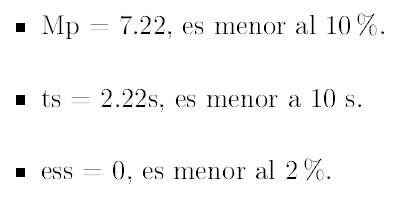 ▪ Mp = 7.22, es menor al 10 %.
▪ ts = 2.22s, es menor a 10 s.
▪ ess = 0, es menor al 2 %.